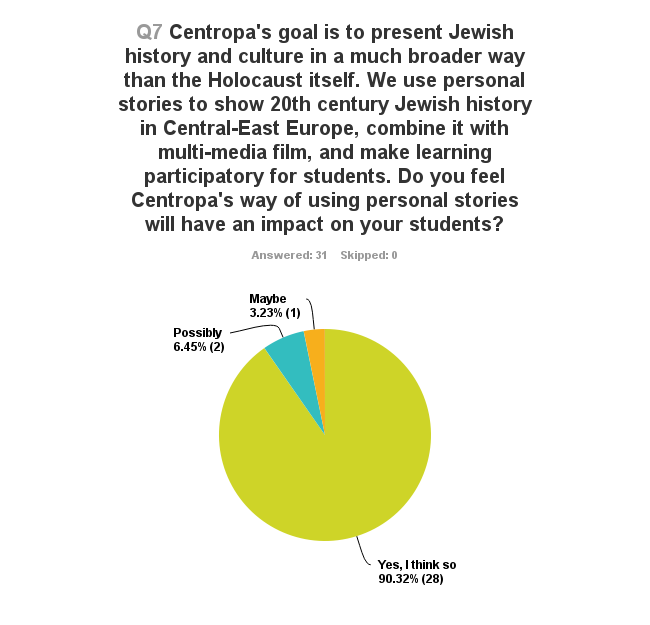 Q7 Centropa's goal is to present Jewish
history and culture in a much broader way
than the Holocaust itself. We use personal
stories to show 20th century Jewish history
in Central-East Europe, combine it with
multi-media film, and make learning
participatory for students. Do you feel
Centropa's way of using personal stories
will have an impact on your students?
Answered: 31 Skipped: 0
Maybe
3.23% (1)
Possibly
6.45% (2)
Yes, I think so
90.32% (28)